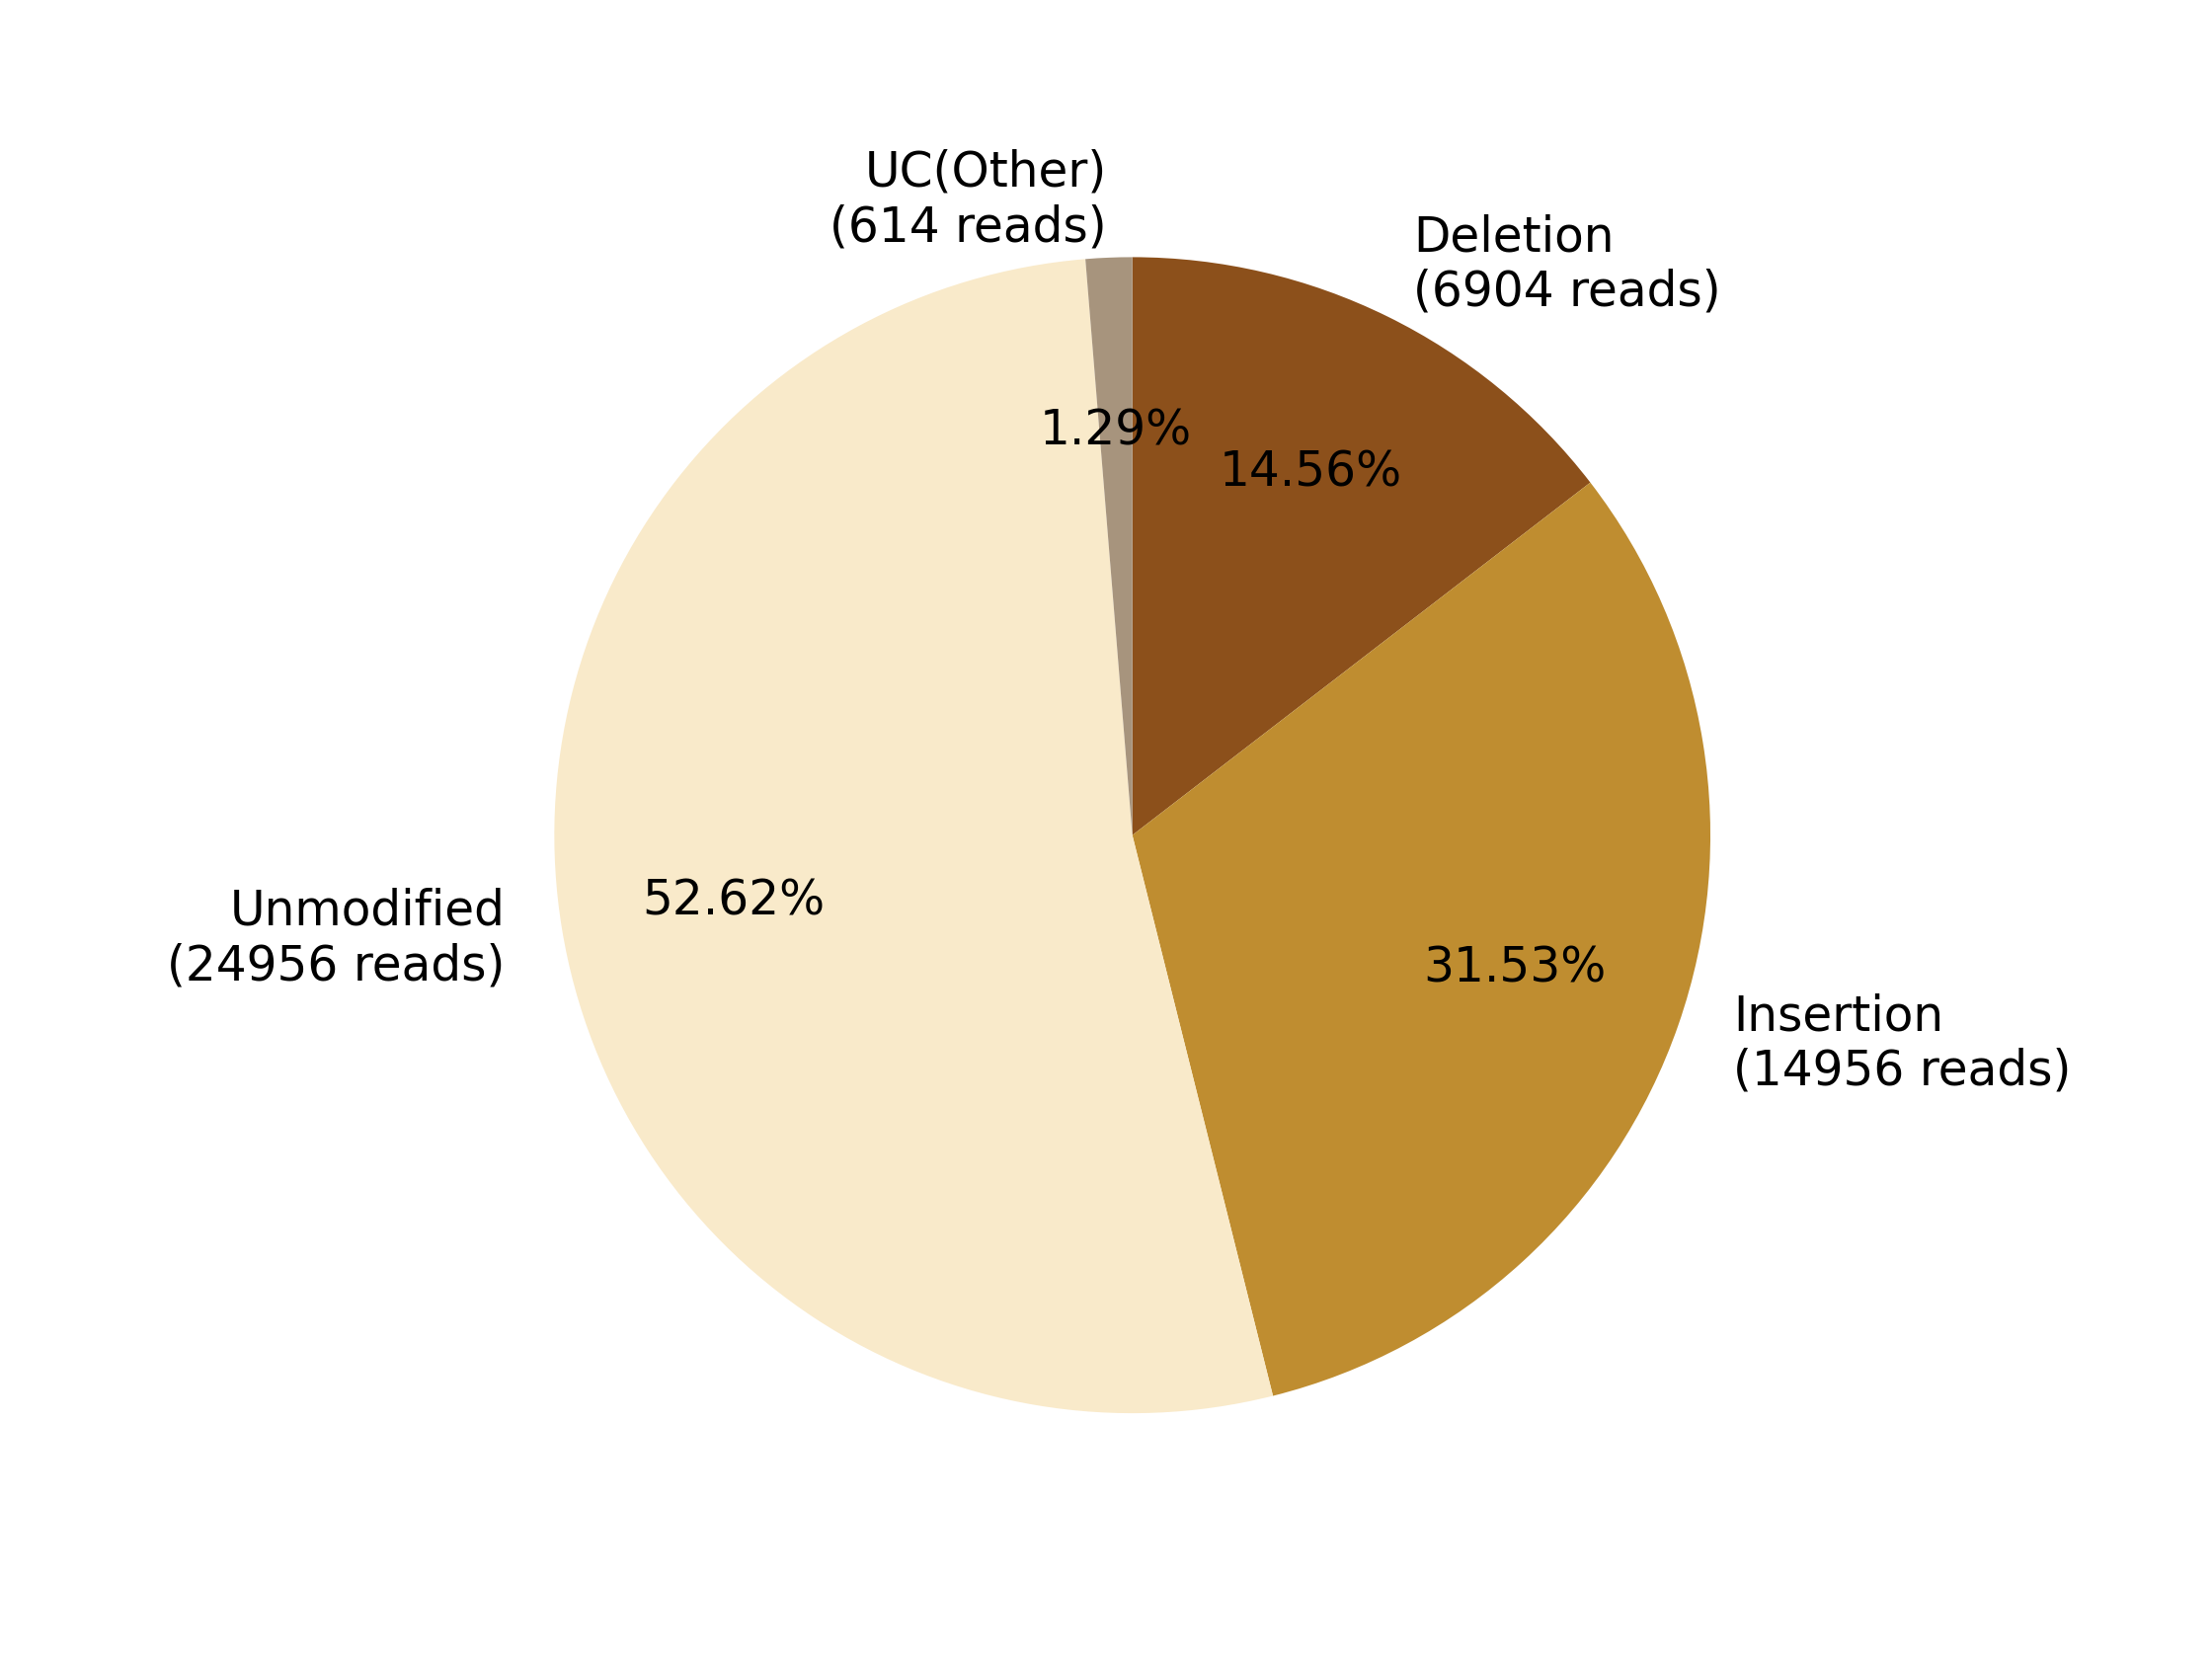 UC(Other)
(614 reads)
Deletion
(6904 reads)
1.29%
14.56%
52.62%
Unmodified
(24956 reads)
31.53%
Insertion
(14956 reads)